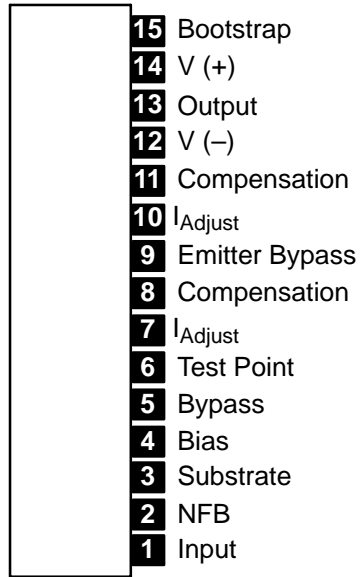 15 Bootstrap
14 V (+)
13 Output
12 V (–)
11 Compensation
10 IAdjust
9 Emitter Bypass
8 Compensation
7 IAdjust
6 Test Point
5 Bypass
4 Bias
3 Substrate
2 NFB
1 Input